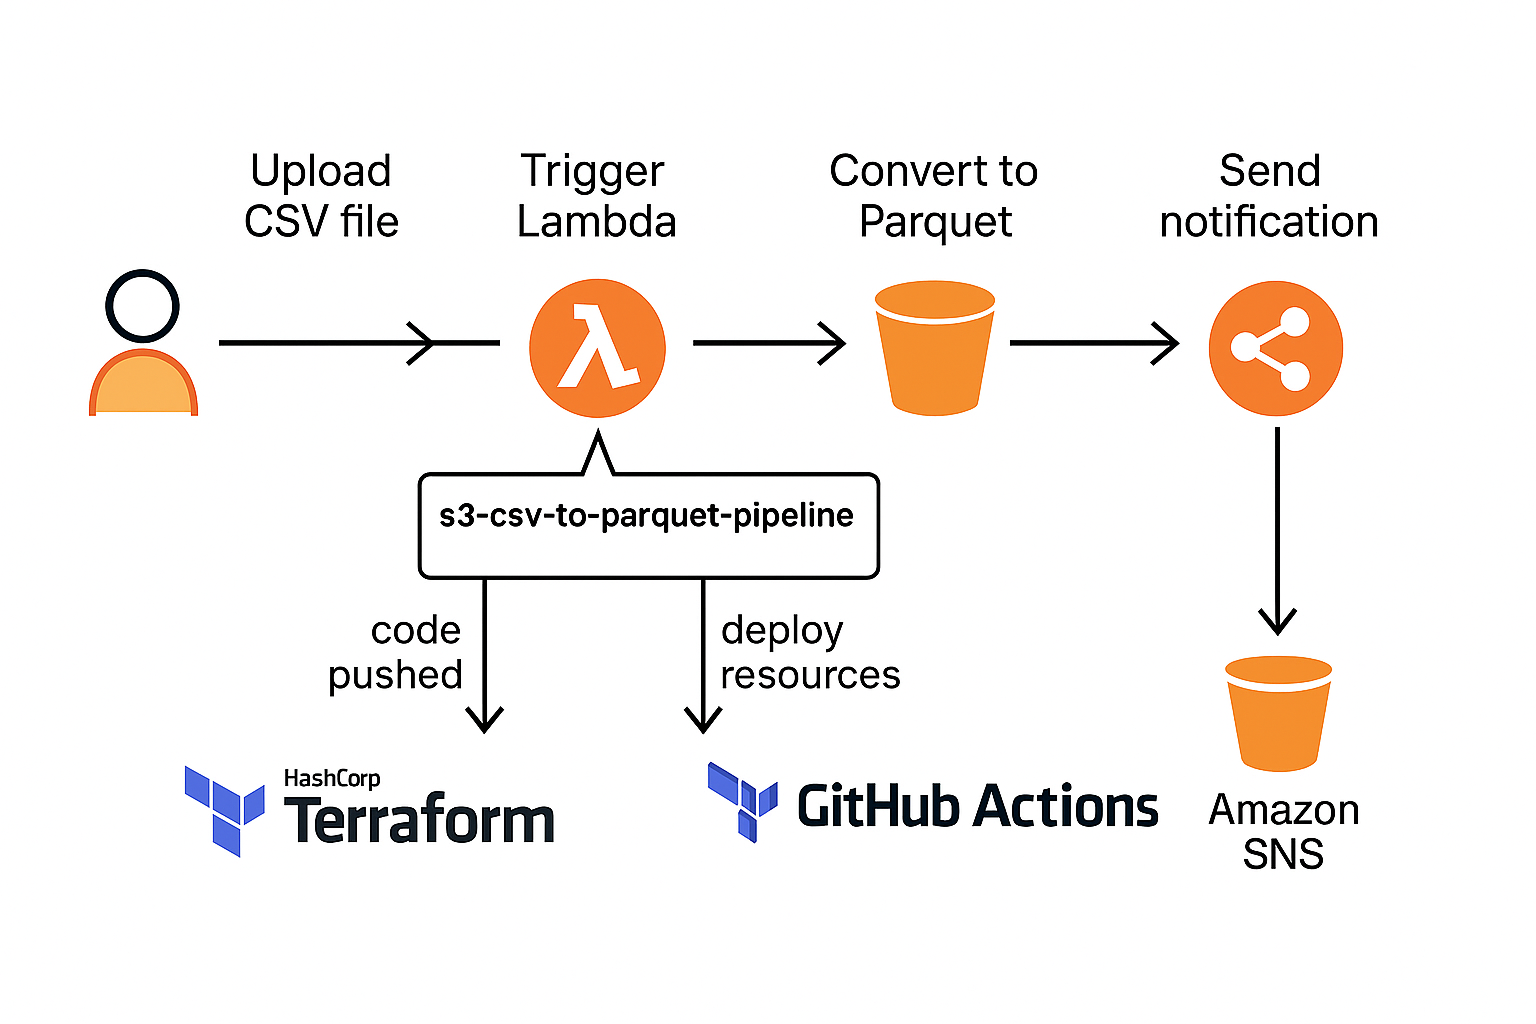 Upload
CSV file
Trigger
Lambda
Convert to
Parquet
Send
notification
s3-csv-to-parquet-pipeline
code
pushed
deploy
resources
HashCorp
Terraform
GitHub Actions
Amazon
SNS